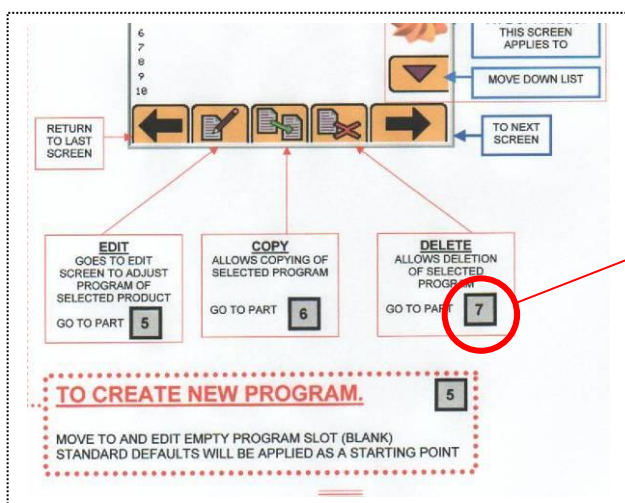 THIS SCREEN
APPLIES TO
6
7
8
9
10
MOVE DOWN LIST
RETURN
TO LAST
SCREEN
TO NEXT
SCREEN
EDIT
GOES TO EDIT
SCREEN TO ADJUST
PROGRAM OF
SELECTED PRODUCT
GO TO PART 5
COPY
ALLOWS COPYING OF
SELECTED PROGRAM
GO TO PART 6
DELETE
ALLOWS DELETION
OF SELECTED
PROGRAM
GO TO PART 7
TO CREATE NEW PROGRAM. 5
MOVE TO AND EDIT EMPTY PROGRAM SLOT (BLANK)
STANDARD DEFAULTS WILL BE APPLIED AS A STARTING POINT